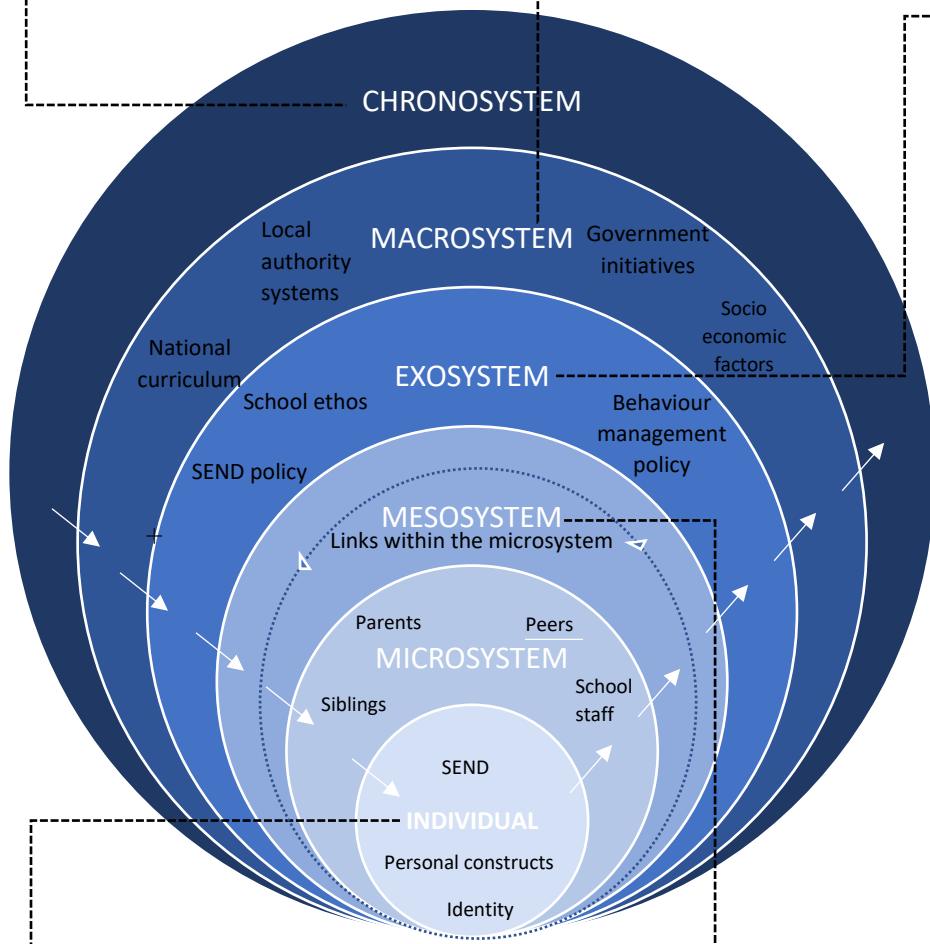 CHRONOSYSTEM
MACROSYSTEM
Local
authority
systems
Government
initiatives
Socio
economic
factors
National
curriculum
EXOSYSTEM
School ethos
Behaviour
management
policy
SEND policy
MESOSYSTEM
Links within the microsystem
Parents
Peers
MICROSYSTEM
Siblings
School
staff
SEND
INDIVIDUAL
Personal constructs
Identity